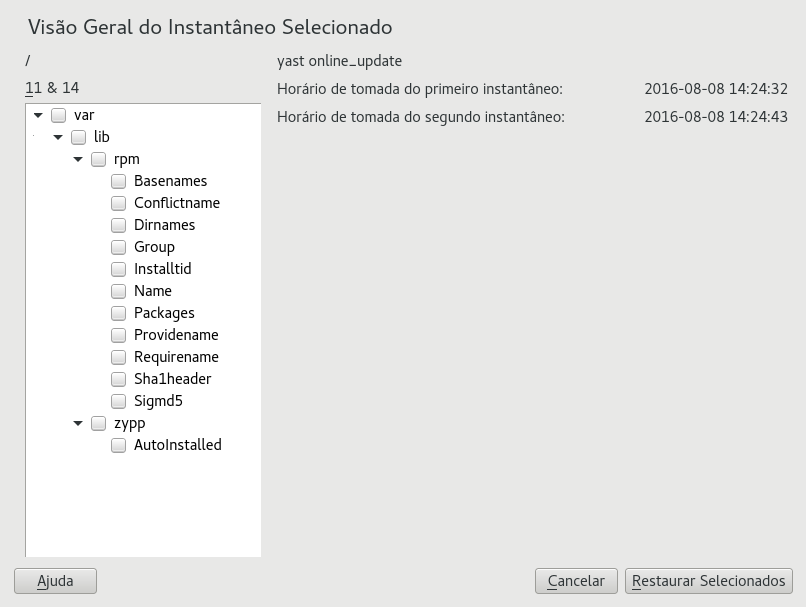 Visão Geral do Instantâneo Selecionado
/
11 & 14
yast online_update
Horário de tomada do primeiro instantâneo: 2016-08-08 14:24:32
Horário de tomada do segundo instantâneo: 2016-08-08 14:24:43
var
lib
rpm
Basenames
Conflictname
Dirnames
Group
Installtid
Name
Packages
Providename
Requirename
Sha1header
Sigmd5
zypp
AutoInstalled
Ajuda
Cancelar
Restaurar Selecionados